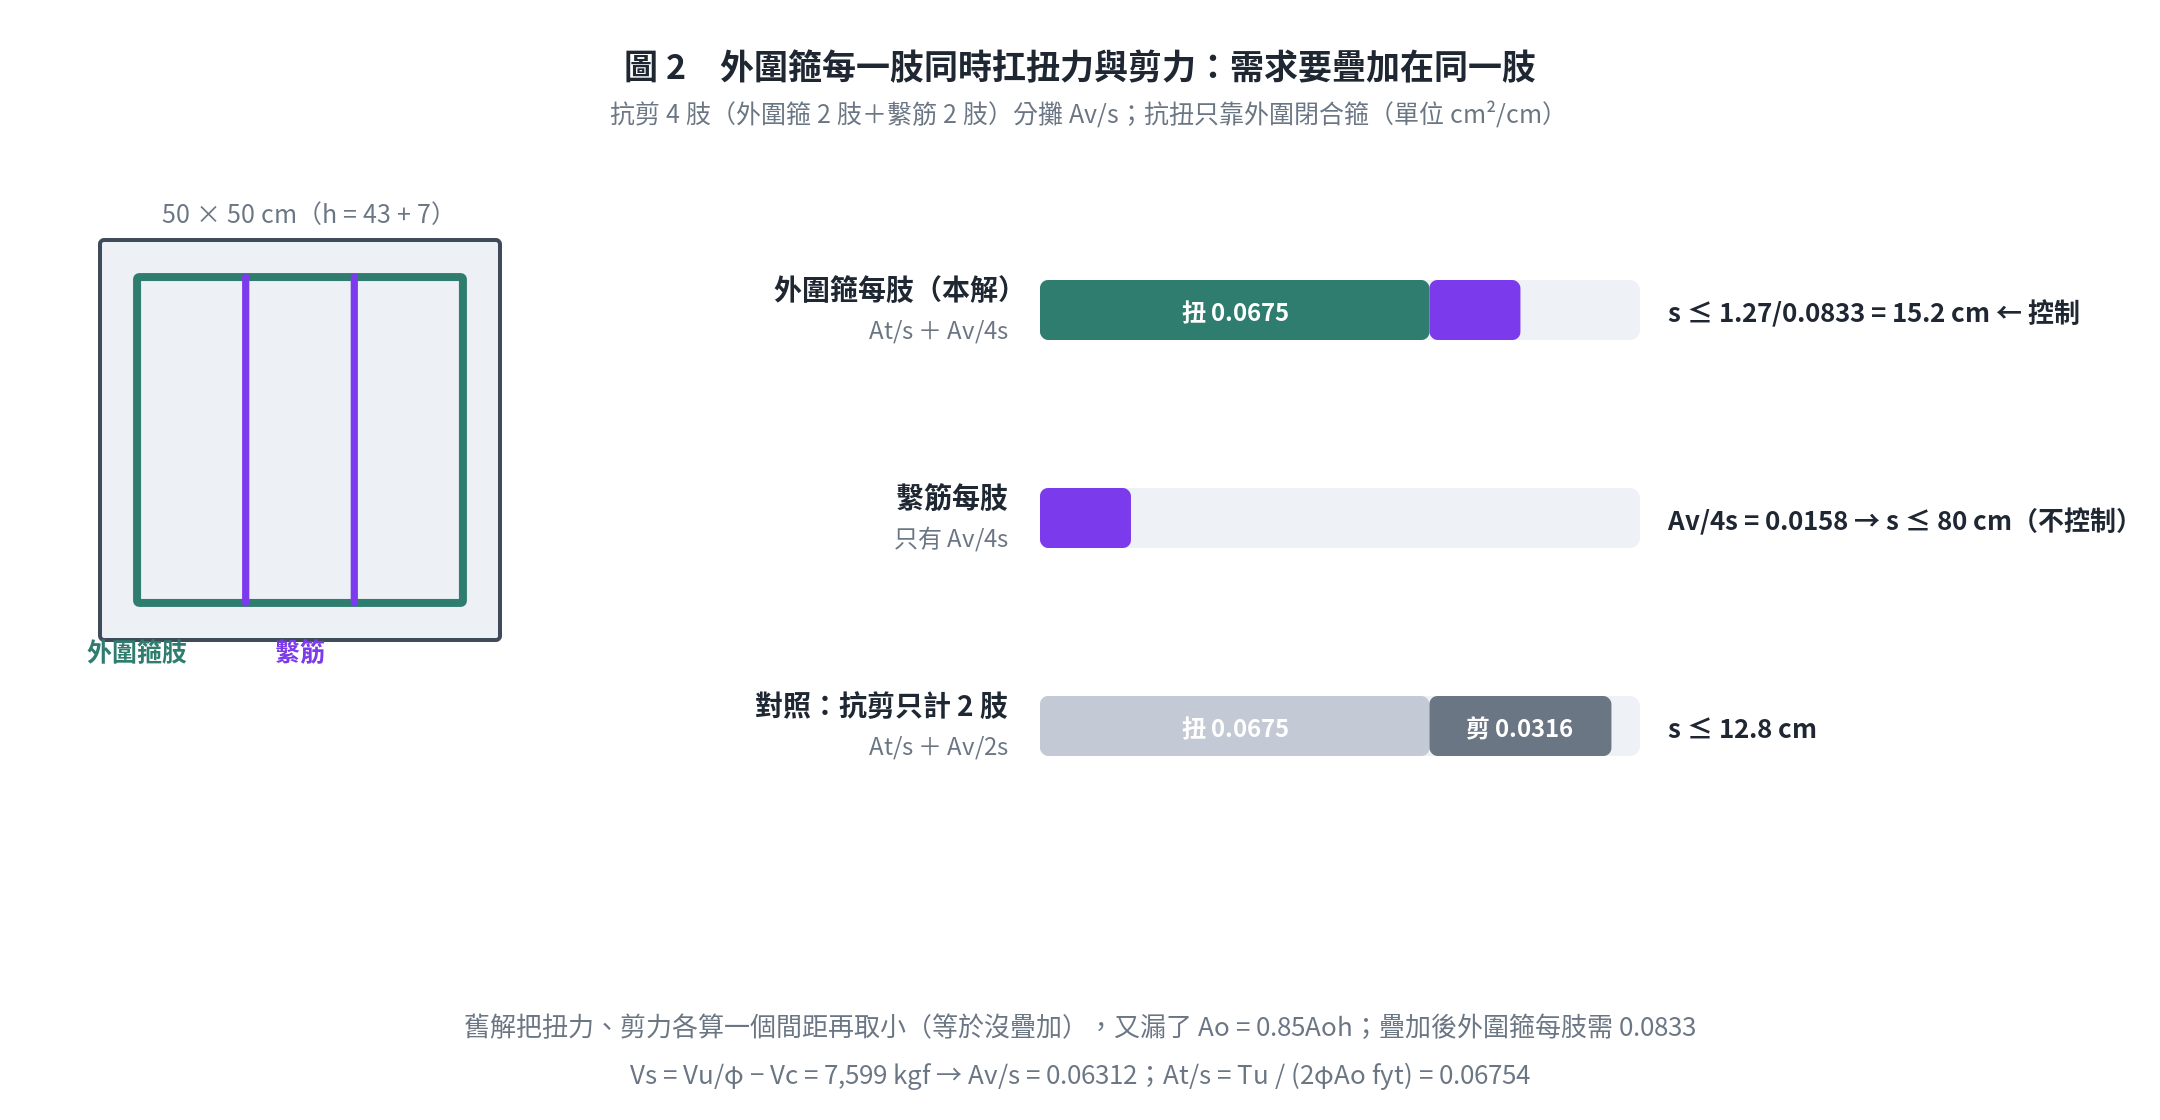 圖 2　外圍箍每一肢同時扛扭力與剪力：需求要疊加在同一肢
抗剪 4 肢（外圍箍 2 肢＋繫筋 2 肢）分攤 Av/s；抗扭只靠外圍閉合箍（單位 cm²/cm）
50 × 50 cm（h = 43 + 7）
外圍箍肢
繫筋
外圍箍每肢（本解）
At/s ＋ Av/4s
扭 0.0675
s ≤ 1.27/0.0833 = 15.2 cm ← 控制
繫筋每肢
只有 Av/4s
Av/4s = 0.0158 → s ≤ 80 cm（不控制）
對照：抗剪只計 2 肢
At/s ＋ Av/2s
扭 0.0675
剪 0.0316
s ≤ 12.8 cm
舊解把扭力、剪力各算一個間距再取小（等於沒疊加），又漏了 Ao = 0.85Aoh；疊加後外圍箍每肢需 0.0833
Vs = Vu/φ − Vc = 7,599 kgf → Av/s = 0.06312；At/s = Tu / (2φAo fyt) = 0.06754